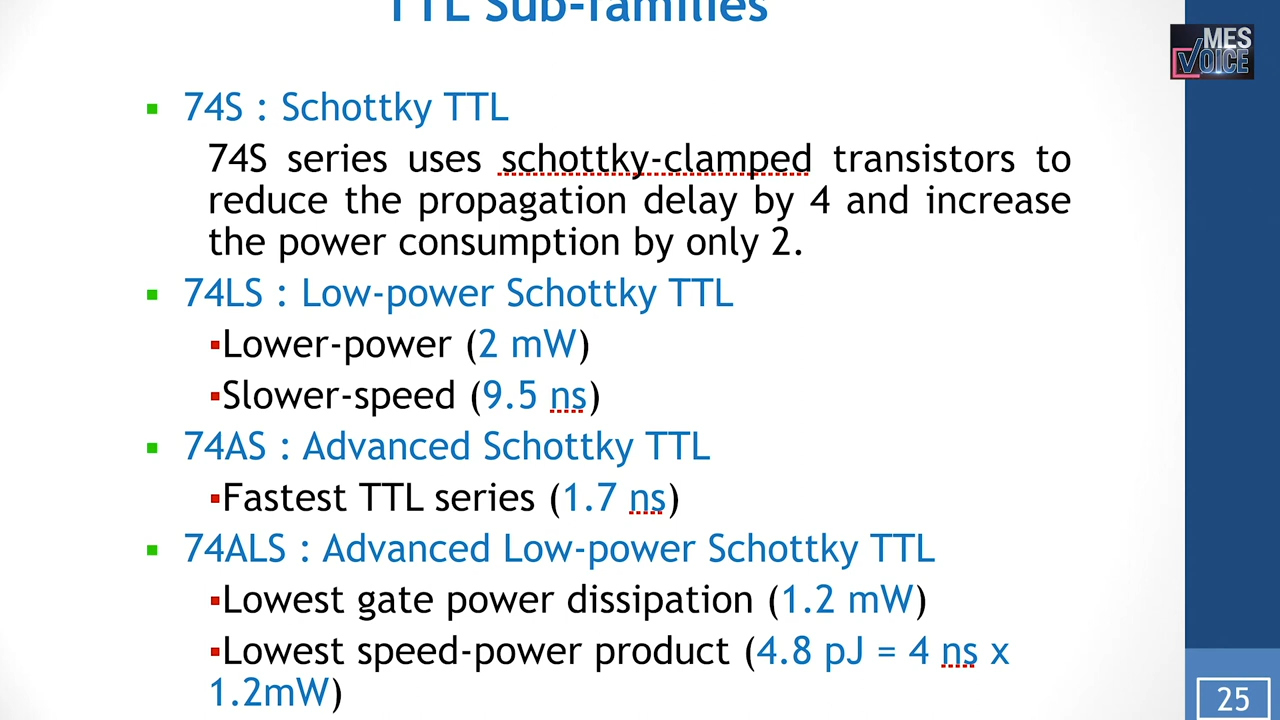 TTL Sub-families
MES
VOICE
74S : Schottky TTL
74S series uses schottky-clamped transistors to
reduce the propagation delay by 4 and increase
the power consumption by only 2.
74LS : Low-power Schottky TTL
Lower-power (2 mW)
Slower-speed (9.5 ns)
74AS : Advanced Schottky TTL
Fastest TTL series (1.7 ns)
74ALS : Advanced Low-power Schottky TTL
Lowest gate power dissipation (1.2 mW)
Lowest speed-power product (4.8 pJ = 4 ns x
1.2mW)
25